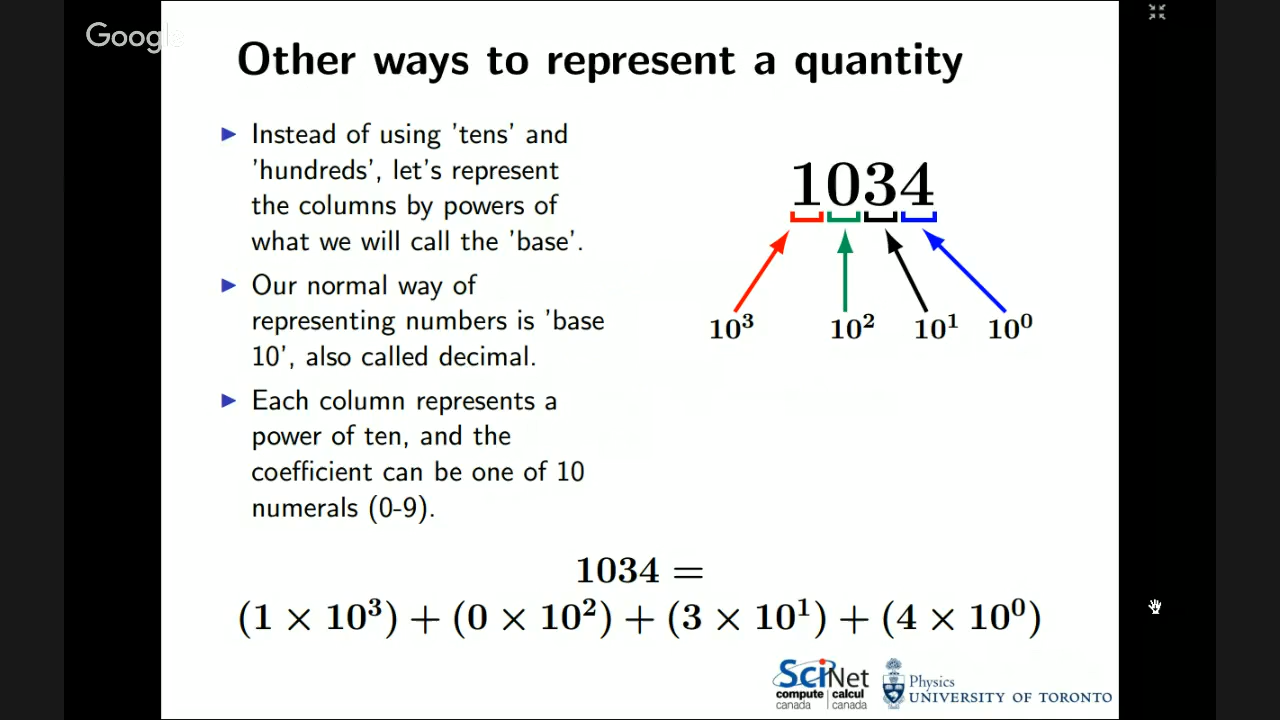 Google
Other ways to represent a quantity
▶ Instead of using 'tens' and
'hundreds', let's represent
the columns by powers of
what we will call the 'base'.
▶ Our normal way of
representing numbers is 'base
10', also called decimal.
▶ Each column represents a
power of ten, and the
coefficient can be one of 10
numerals (0-9).
1034
10³ 10² 10¹ 10⁰
1034 =
(1 × 10³) + (0 × 10²) + (3 × 10¹) + (4 × 10⁰)
SciNet
compute | calcul
canada | canada
Physics
UNIVERSITY OF TORONTO